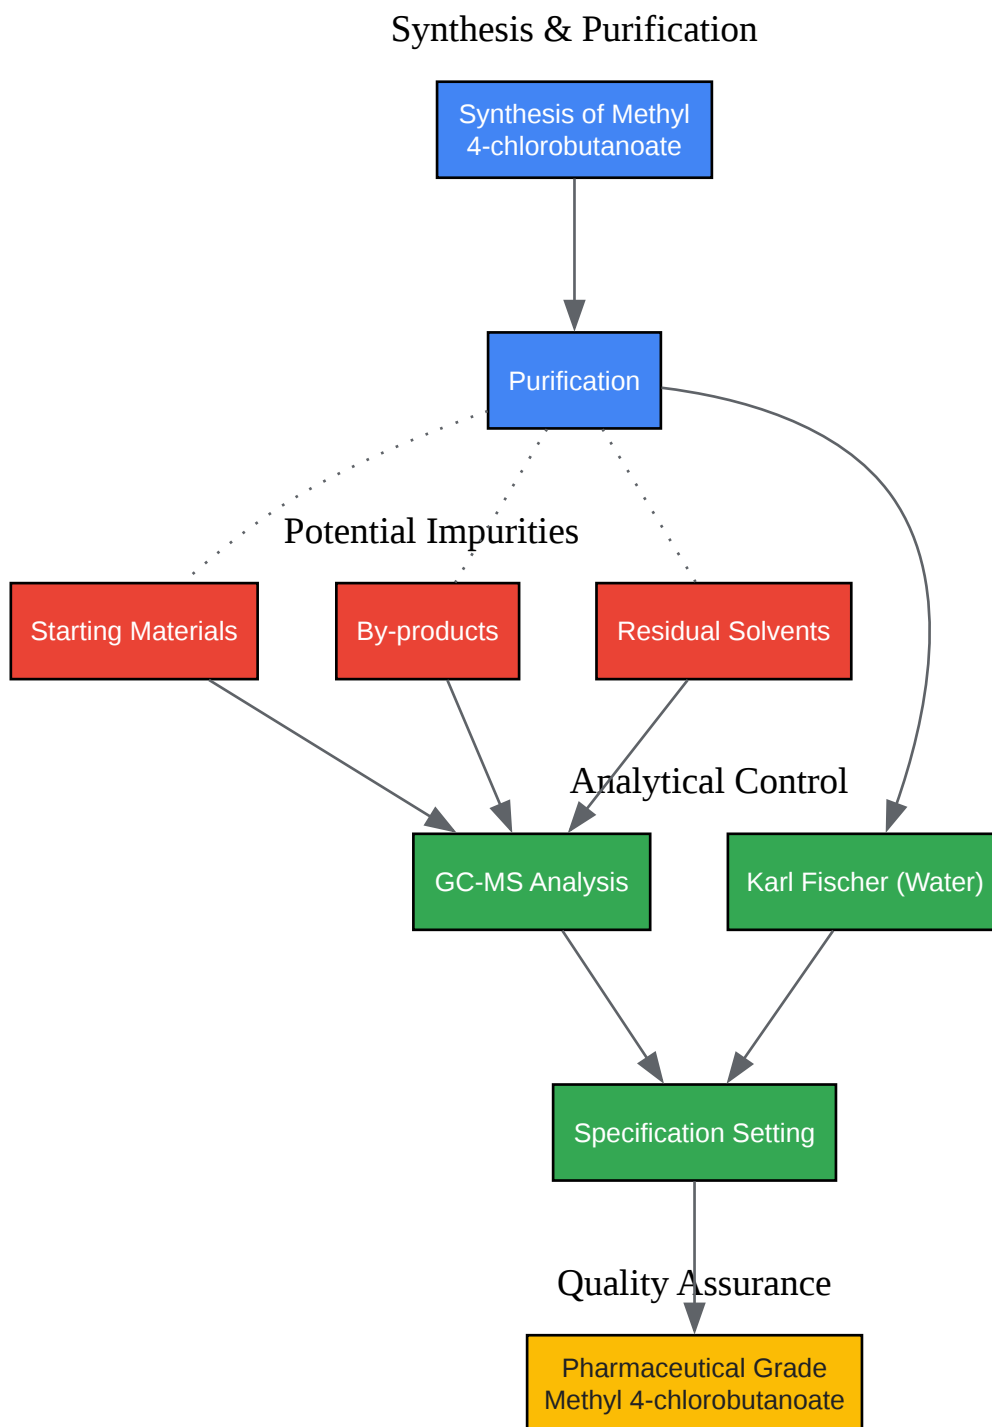 Synthesis & Purification
Synthesis of Methyl
4-chlorobutanoate
Purification
Potential Impurities
Starting Materials
By-products
Residual Solvents
Analytical Control
GC-MS Analysis
Karl Fischer (Water)
Specification Setting
Quality Assurance
Pharmaceutical Grade
Methyl 4-chlorobutanoate